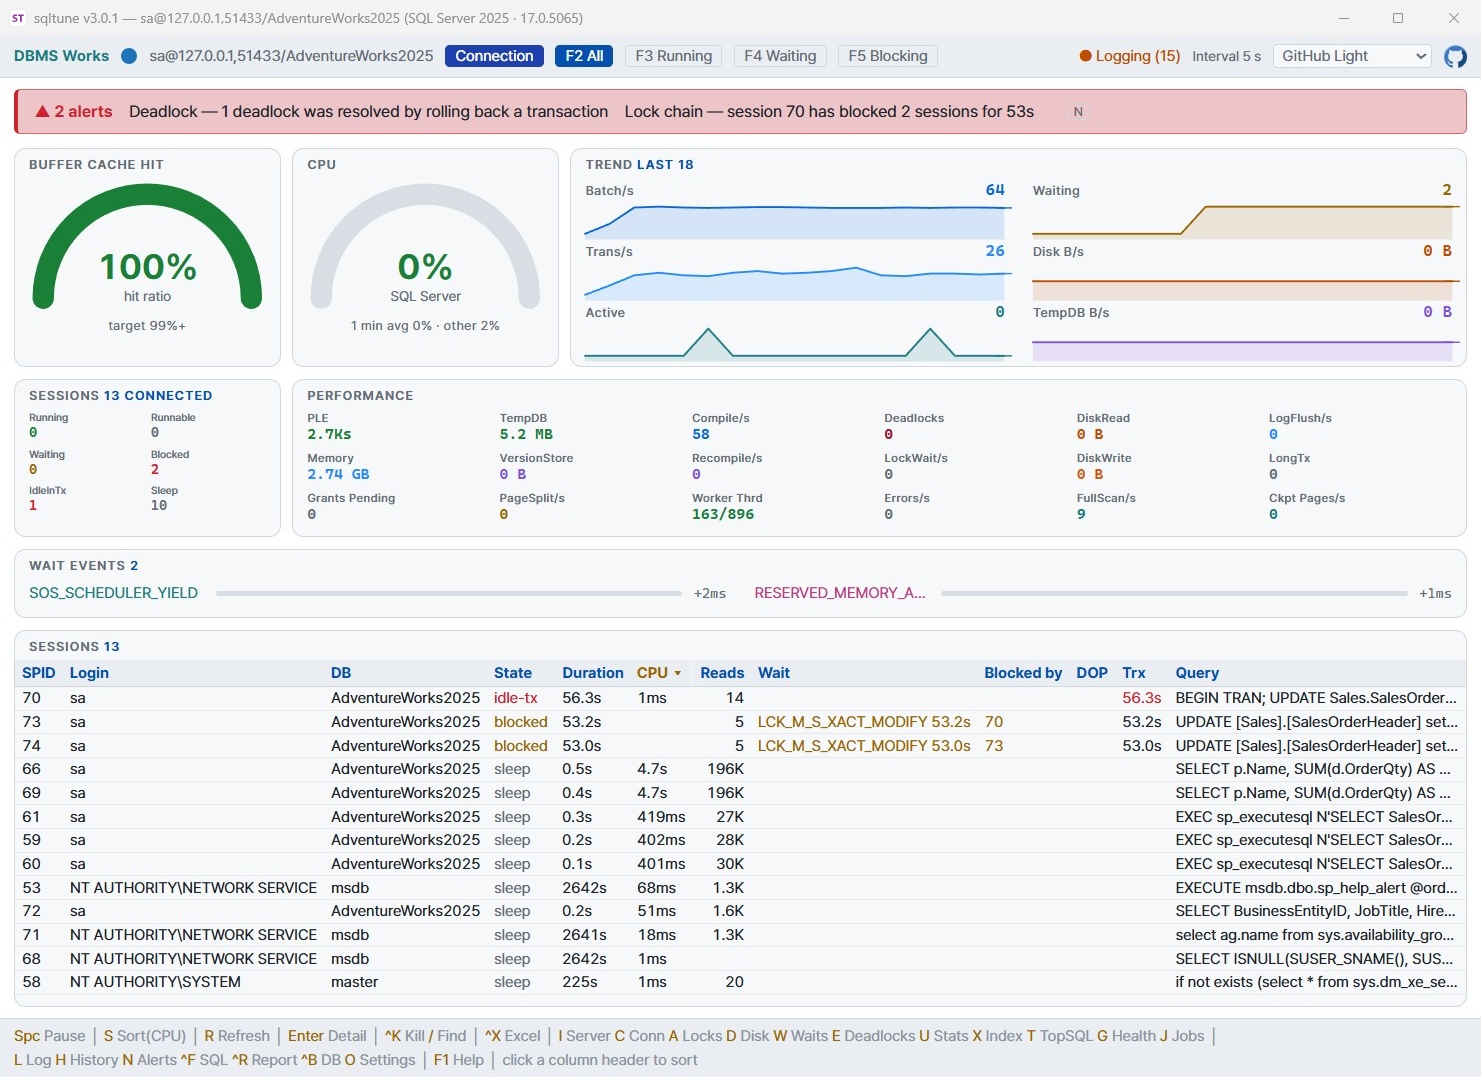 ST sqltune v3.0.1 — sa@127.0.0.1,51433/AdventureWorks2025 (SQL Server 2025 · 17.0.5065)
DBMS Works sa@127.0.0.1,51433/AdventureWorks2025 Connection F2 All F3 Running F4 Waiting F5 Blocking Logging (15) Interval 5 s GitHub Light
▲ 2 alerts Deadlock — 1 deadlock was resolved by rolling back a transaction Lock chain — session 70 has blocked 2 sessions for 53s N
BUFFER CACHE HIT
100%
hit ratio
target 99%+
CPU
0%
SQL Server
1 min avg 0% · other 2%
TREND LAST 18
Batch/s 64
Waiting 2
Trans/s 26
Disk B/s 0 B
Active 0
TempDB B/s 0 B
SESSIONS 13 CONNECTED
Running Runnable
0 0
Waiting Blocked
0 2
IdleInTx Sleep
1 10
PERFORMANCE
PLE TempDB Compile/s Deadlocks DiskRead LogFlush/s
2.7Ks 5.2 MB 58 0 0 B 0
Memory VersionStore Recompile/s LockWait/s DiskWrite LongTx
2.74 GB 0 B 0 0 0 B 0
Grants Pending PageSplit/s Worker Thrd Errors/s FullScan/s Ckpt Pages/s
0 0 163/896 0 9 0
WAIT EVENTS 2
SOS_SCHEDULER_YIELD +2ms RESERVED_MEMORY_A... +1ms
SESSIONS 13
SPID Login DB State Duration CPU ▼ Reads Wait Blocked by DOP Trx Query
70 sa AdventureWorks2025 idle-tx 56.3s 1ms 14 56.3s BEGIN TRAN; UPDATE Sales.SalesOrder...
73 sa AdventureWorks2025 blocked 53.2s 5 LCK_M_S_XACT_MODIFY 53.2s 70 53.2s UPDATE [Sales].[SalesOrderHeader] set...
74 sa AdventureWorks2025 blocked 53.0s 5 LCK_M_S_XACT_MODIFY 53.0s 73 53.0s UPDATE [Sales].[SalesOrderHeader] set...
66 sa AdventureWorks2025 sleep 0.5s 4.7s 196K SELECT p.Name, SUM(d.OrderQty) AS ...
69 sa AdventureWorks2025 sleep 0.4s 4.7s 196K SELECT p.Name, SUM(d.OrderQty) AS ...
61 sa AdventureWorks2025 sleep 0.3s 419ms 27K EXEC sp_executesql N'SELECT SalesOr...
59 sa AdventureWorks2025 sleep 0.2s 402ms 28K EXEC sp_executesql N'SELECT SalesOr...
60 sa AdventureWorks2025 sleep 0.1s 401ms 30K EXEC sp_executesql N'SELECT SalesOr...
53 NT AUTHORITY\NETWORK SERVICE msdb sleep 2642s 68ms 1.3K EXECUTE msdb.dbo.sp_help_alert @ord...
72 sa AdventureWorks2025 sleep 0.2s 51ms 1.6K SELECT BusinessEntityID, JobTitle, Hire...
71 NT AUTHORITY\NETWORK SERVICE msdb sleep 2641s 18ms 1.3K select ag.name from sys.availability_gro...
68 NT AUTHORITY\NETWORK SERVICE msdb sleep 2642s 1ms SELECT ISNULL(SUSER_SNAME(), SUS...
58 NT AUTHORITY\SYSTEM master sleep 225s 1ms 20 if not exists (select * from sys.dm_xe_se...
Spc Pause | S Sort(CPU) | R Refresh | Enter Detail | ^K Kill / Find | ^X Excel | I Server C Conn A Locks D Disk W Waits E Deadlocks U Stats X Index T TopSQL G Health J Jobs |
L Log H History N Alerts ^F SQL ^R Report ^B DB O Settings | F1 Help | click a column header to sort